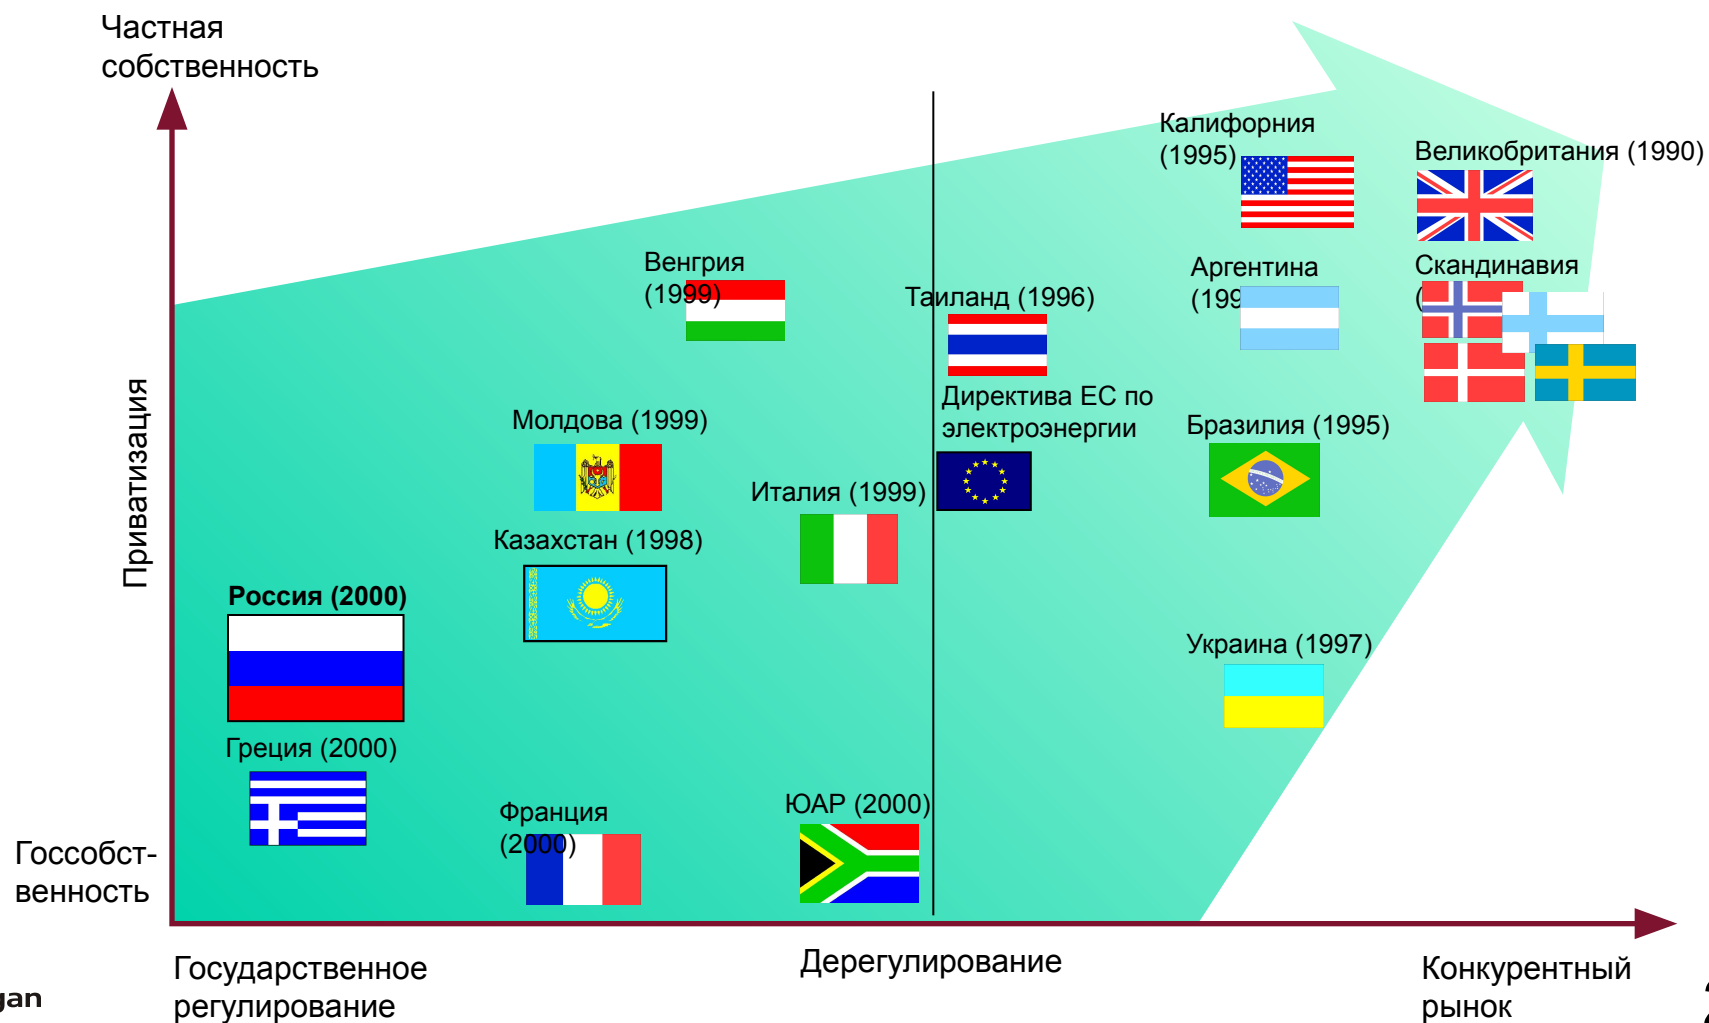 Частная
собственность
Калифорния
(1995)
Великобритания (1990)
Венгрия
(1999)
Аргентина
(199
Скандинавия
(
Таиланд (1996)
Директива ЕС по
электроэнергии
Молдова (1999)
Бразилия (1995)
Италия (1999)
Казахстан (1998)
Приватизация
Россия (2000)
Украина (1997)
Греция (2000)
Франция
(2000)
ЮАР (2000)
Госсобст-
венность
Государственное
регулирование
Дерегулирование
Конкурентный
рынок
gan